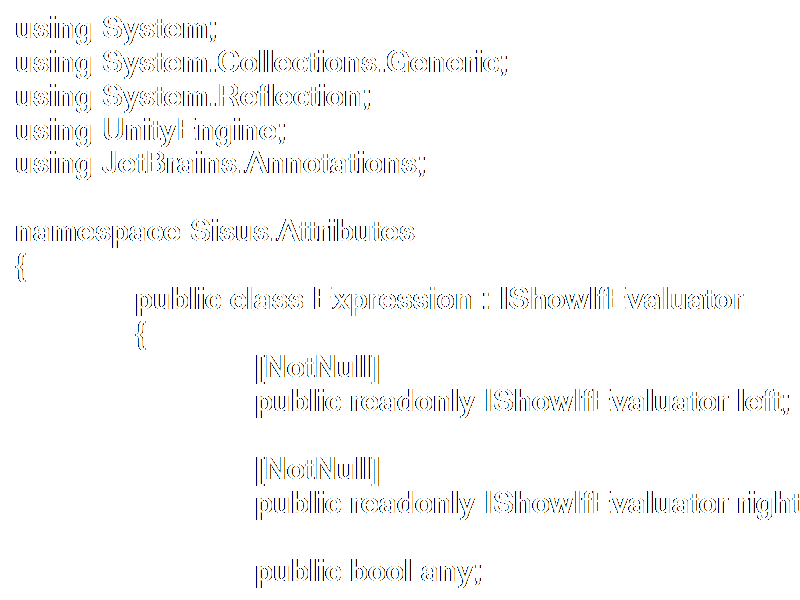 using System;
using System.Collections.Generic;
using System.Reflection;
using UnityEngine;
using JetBrains.Annotations;
namespace Sisus.Attributes
{
public class Expression : IShowIfEvaluator
{
[NotNull]
public readonly IShowIfEvaluator left;
[NotNull]
public readonly IShowIfEvaluator right
public bool any;